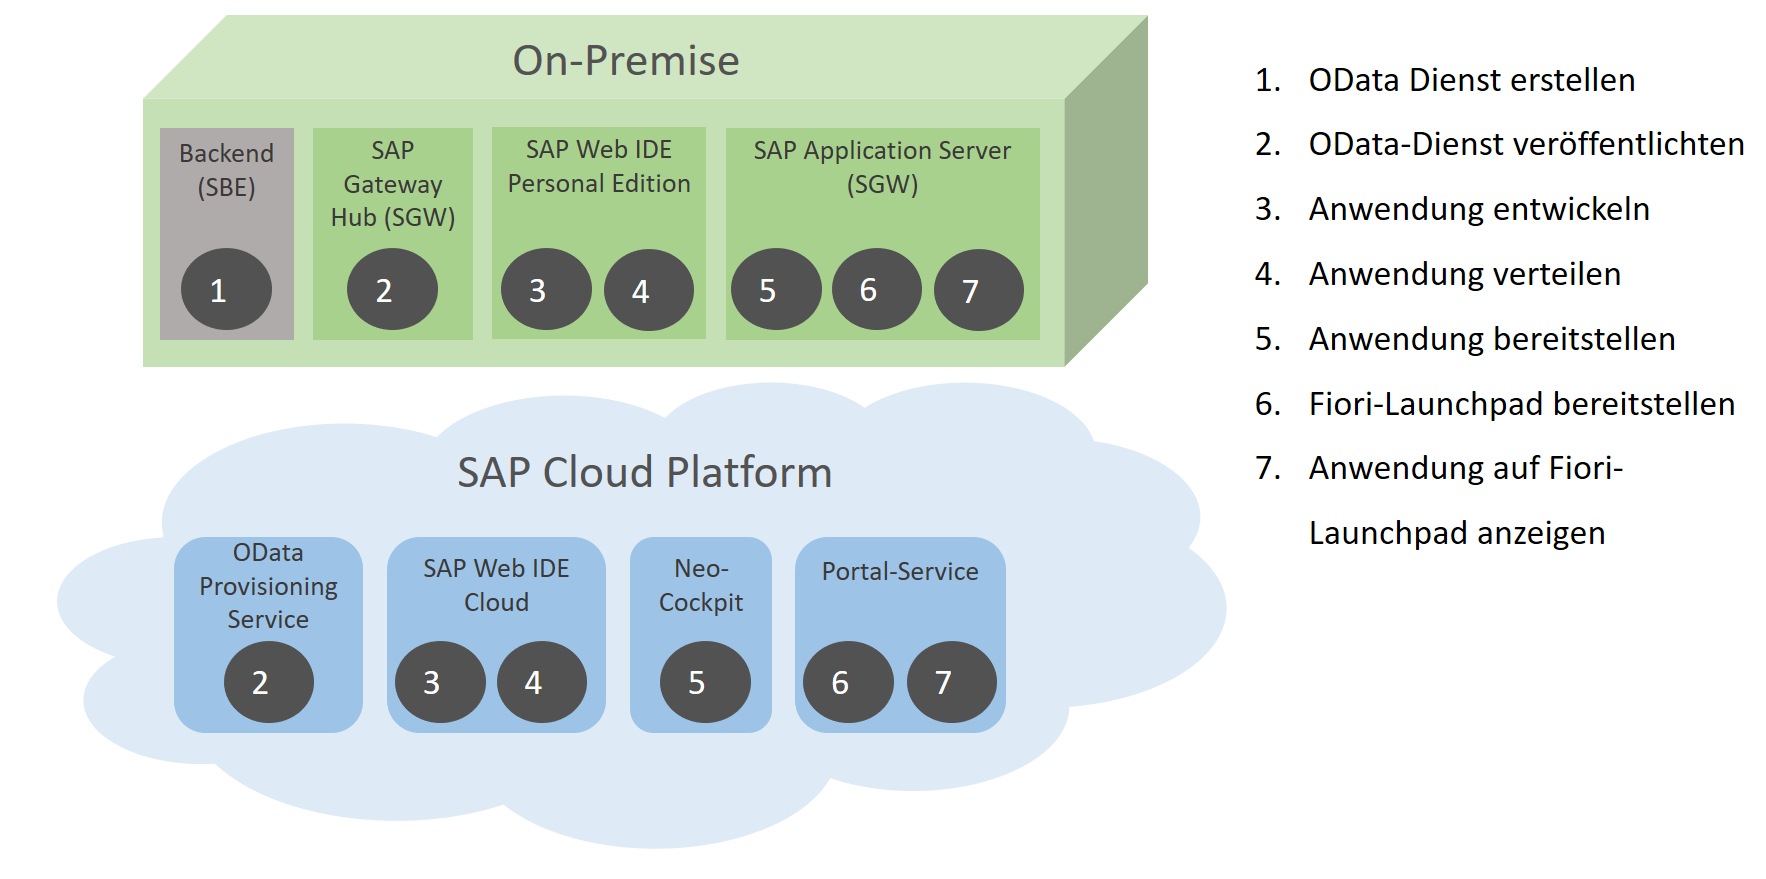 On-Premise
Backend
(SBE)
1
SAP
Gateway
Hub (SGW)
2
SAP Web IDE
Personal Edition
3
4
SAP Application Server
(SGW)
5
6
7
SAP Cloud Platform
OData
Provisioning
Service
2
SAP Web IDE
Cloud
3
4
Neo-
Cockpit
5
Portal-Service
6
7
1. OData Dienst erstellen
2. OData-Dienst veröffentlichten
3. Anwendung entwickeln
4. Anwendung verteilen
5. Anwendung bereitstellen
6. Fiori-Launchpad bereitstellen
7. Anwendung auf Fiori-
Launchpad anzeigen